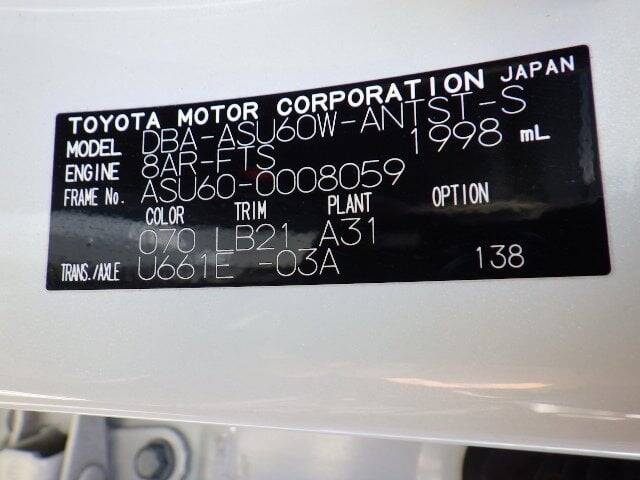 TOYOTA MOTOR CORPORATION JAPAN
MODEL DBA-ASU60W-ANTST-S
ENGINE 8AR-FTS 1998 mL
FRAME No. ASU60-0008059
COLOR TRIM PLANT OPTION
070 LB21 A31
TRANS./AXLE U661E -03A 138